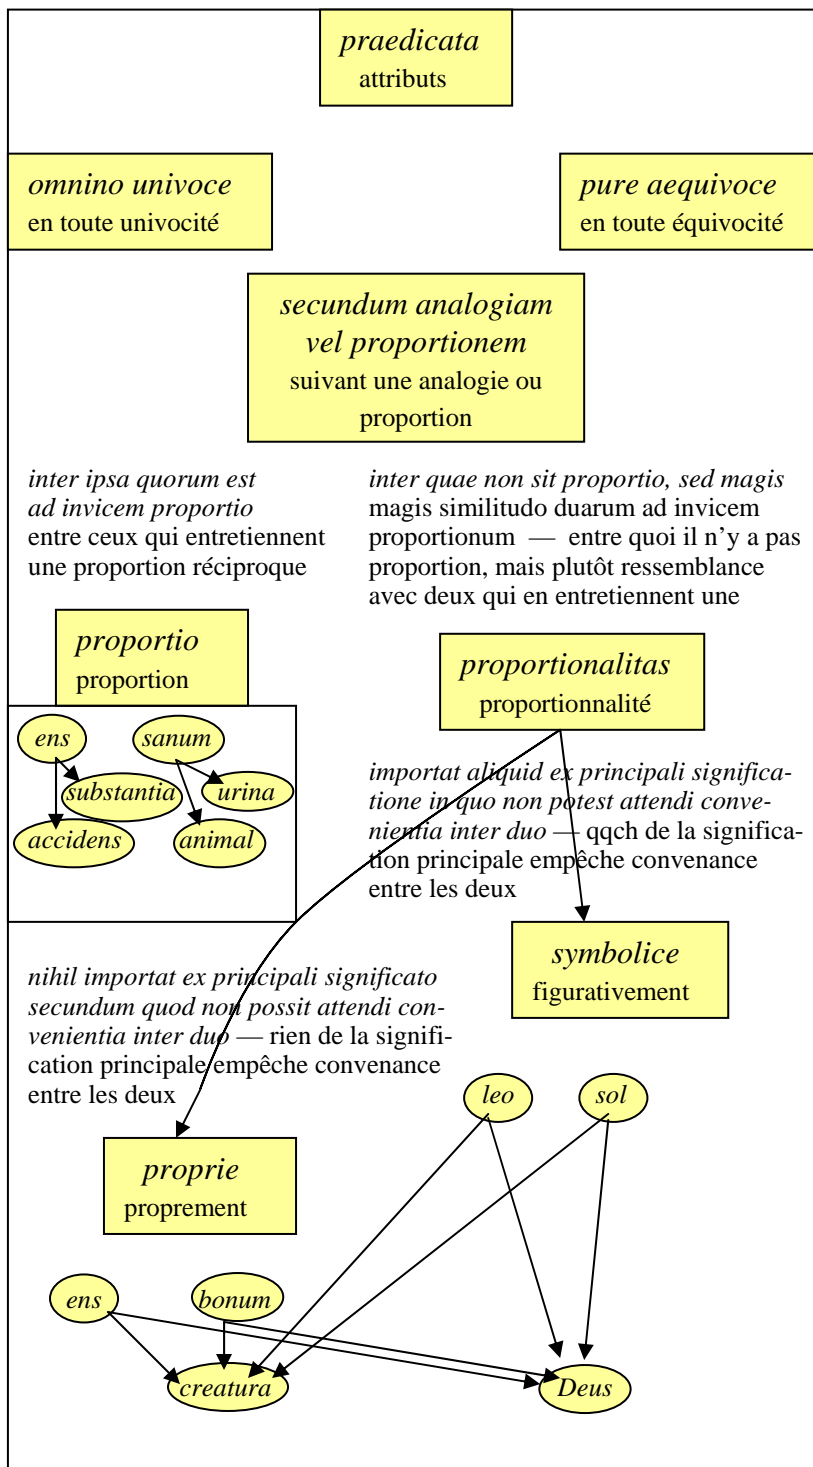 praedicata
attributs
omnino univoce
en toute univocité
pure aequivoce
en toute équivocité
secundum analogiam
vel proportionem
suivant une analogie ou
proportion
inter ipsa quorum est
ad invicem proportio
entre ceux qui entretiennent
une proportion réciproque
inter quae non sit proportio, sed magis
magis similitudo duarum ad invicem
proportionum — entre quoi il n'y a pas
proportion, mais plutôt ressemblance
avec deux qui en entretiennent une
proportio
proportion
proportionalitas
proportionnalité
ens
sanum
substantia
urina
accidens
animal
importat aliquid ex principali significa-
tione in quo non potest attendi conve-
nientia inter duo — qqch de la significa-
tion principale empêche convenance
entre les deux
symbolice
figurativement
nihil importat ex principali significato
secundum quod non possit attendi con-
venientia inter duo — rien de la signifi-
cation principale empêche convenance
entre les deux
leo
sol
proprie
proprement
ens
bonum
creatura
Deus